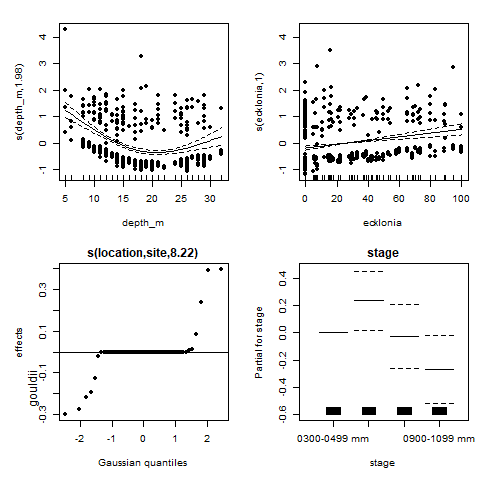 s(depth_m,1.98)
4
3
2
1
0
-1
5 10 15 20 25 30
depth_m
s(ecklonia,1)
4
3
2
1
0
-1
0 20 40 60 80 100
ecklonia
s(location,site,8.22)
gouldii
effects
0.3
0.1
-0.1
-0.3
-2 -1 0 1 2
Gaussian quantiles
stage
Partial for stage
0.4
0.2
0.0
-0.2
-0.4
-0.6
0300-0499 mm 0900-1099 mm
stage